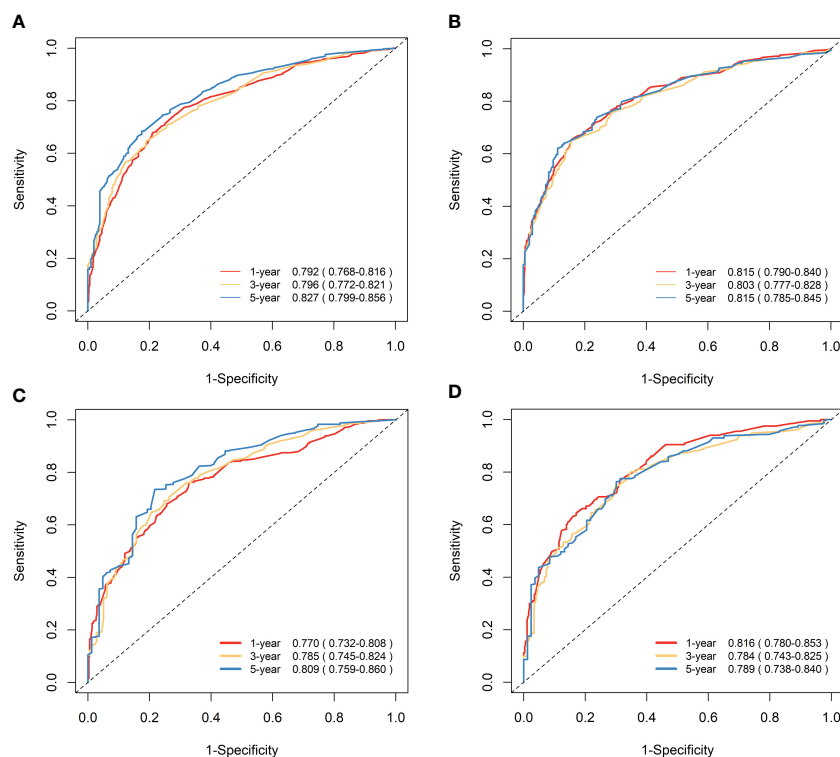 A
Sensitivity
1.0
0.8
0.6
0.4
0.2
0.0
1-year 0.792 ( 0.768-0.816 )
3-year 0.796 ( 0.772-0.821 )
5-year 0.827 ( 0.799-0.856 )
0.0 0.2 0.4 0.6 0.8 1.0
1-Specificity
B
Sensitivity
1.0
0.8
0.6
0.4
0.2
0.0
1-year 0.815 ( 0.790-0.840 )
3-year 0.803 ( 0.777-0.828 )
5-year 0.815 ( 0.785-0.845 )
0.0 0.2 0.4 0.6 0.8 1.0
1-Specificity
C
Sensitivity
1.0
0.8
0.6
0.4
0.2
0.0
1-year 0.770 ( 0.732-0.808 )
3-year 0.785 ( 0.745-0.824 )
5-year 0.809 ( 0.759-0.860 )
0.0 0.2 0.4 0.6 0.8 1.0
1-Specificity
D
Sensitivity
1.0
0.8
0.6
0.4
0.2
0.0
1-year 0.816 ( 0.780-0.853 )
3-year 0.784 ( 0.743-0.825 )
5-year 0.789 ( 0.738-0.840 )
0.0 0.2 0.4 0.6 0.8 1.0
1-Specificity